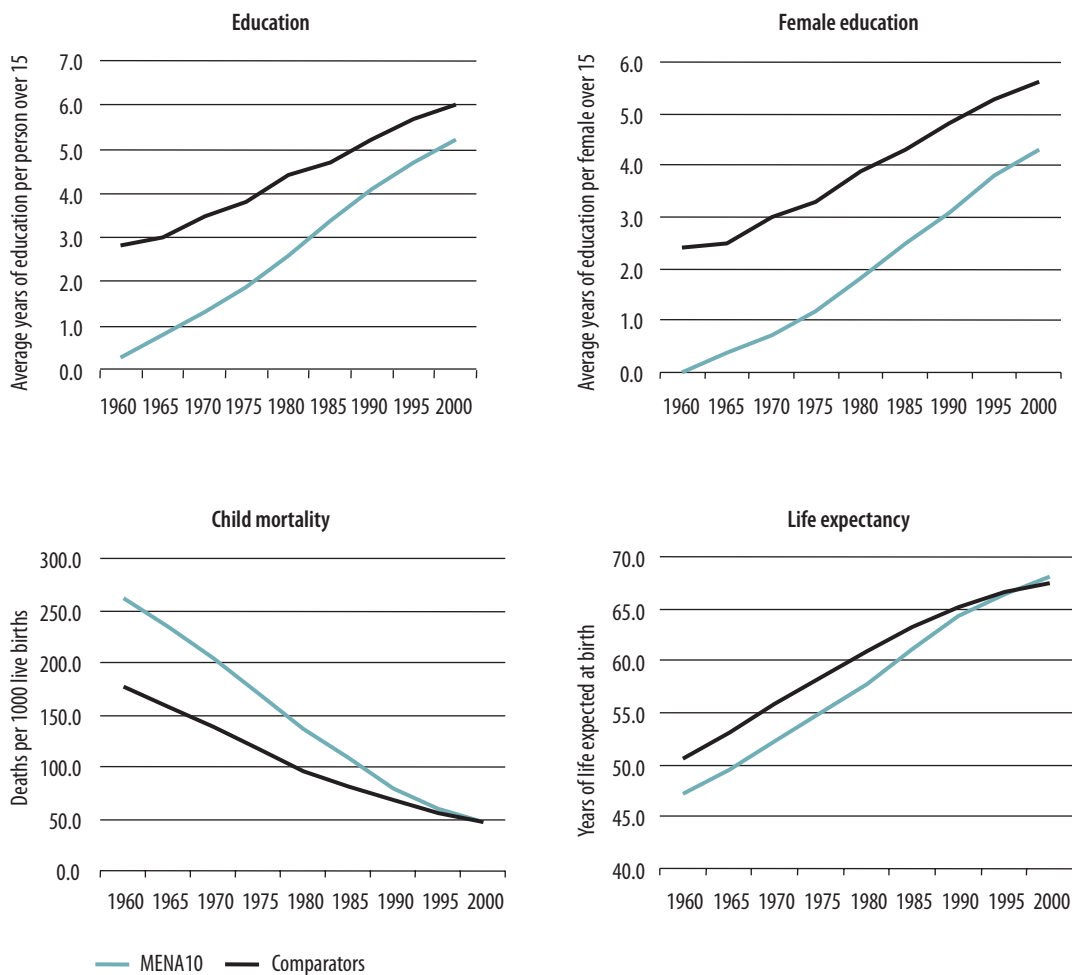 Education
Average years of education per person over 15
7.0
6.0
5.0
4.0
3.0
2.0
1.0
0.0
1960 1965 1970 1975 1980 1985 1990 1995 2000
Female education
Average years of education per female over 15
6.0
5.0
4.0
3.0
2.0
1.0
0.0
1960 1965 1970 1975 1980 1985 1990 1995 2000
Child mortality
Deaths per 1000 live births
300.0
250.0
200.0
150.0
100.0
50.0
0.0
1960 1965 1970 1975 1980 1985 1990 1995 2000
Life expectancy
Years of life expected at birth
70.0
65.0
60.0
55.0
50.0
45.0
40.0
1960 1965 1970 1975 1980 1985 1990 1995 2000
MENA10 Comparators